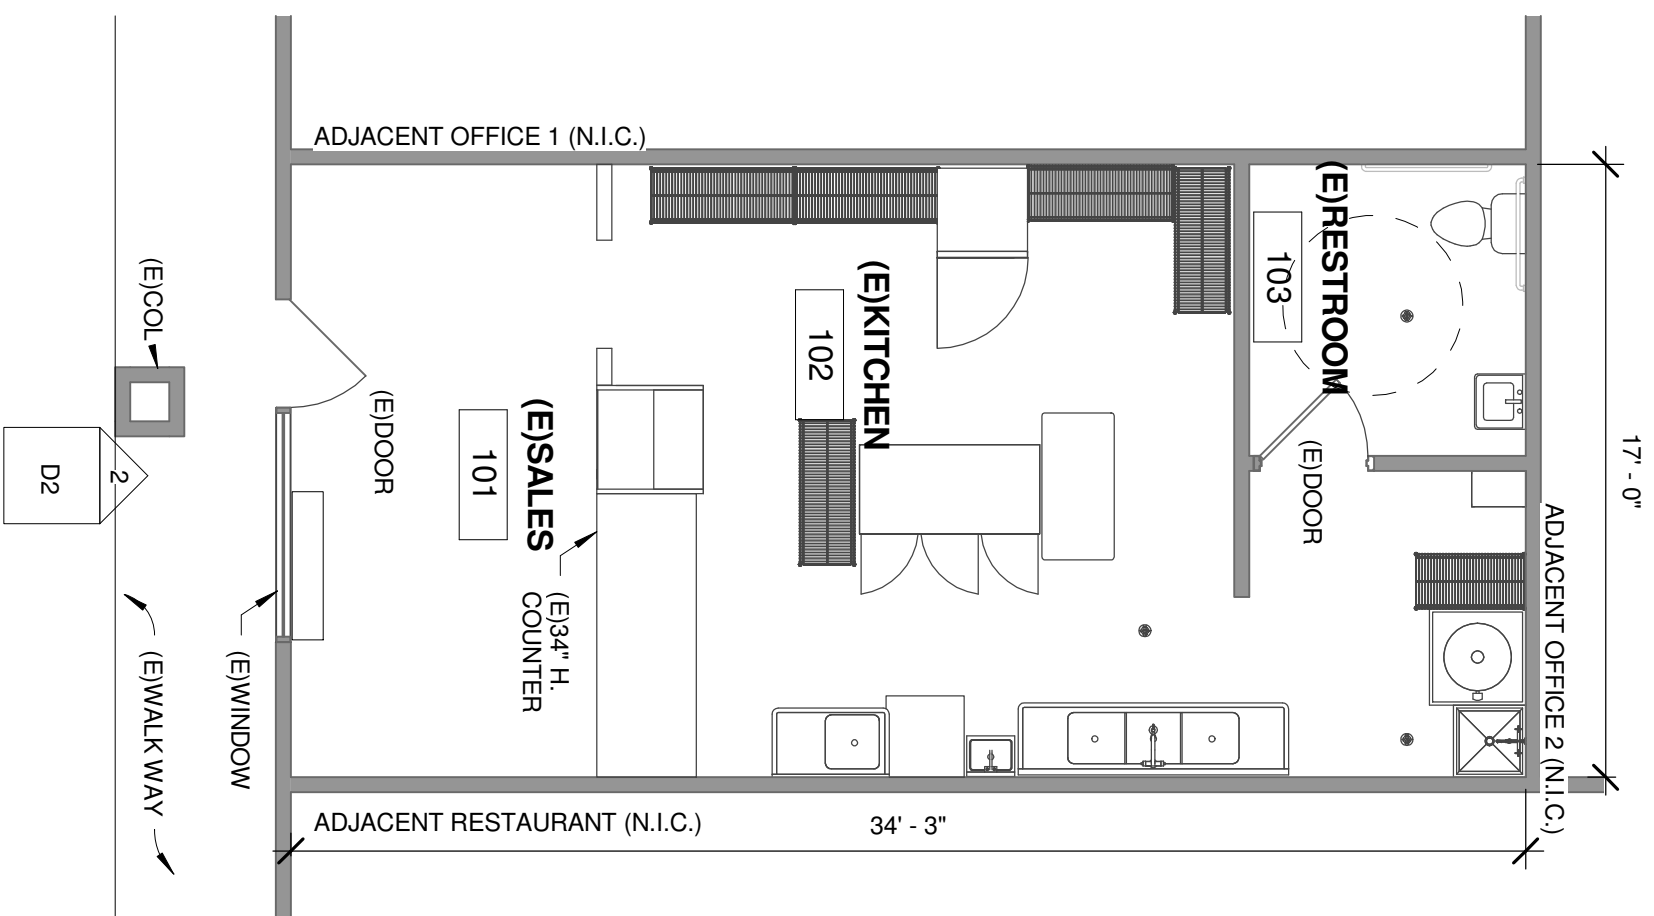 ADJACENT OFFICE 1 (N.I.C.)
(E)RESTROOM
103
(E)COL
(E)KITCHEN
102
17' - 0"
(E)DOOR
(E)SALES
101
(E)DOOR
2
D2
ADJACENT OFFICE 2 (N.I.C.)
(E)34" H.
COUNTER
(E)WINDOW
(E)WALK WAY
ADJACENT RESTAURANT (N.I.C.)
34' - 3"